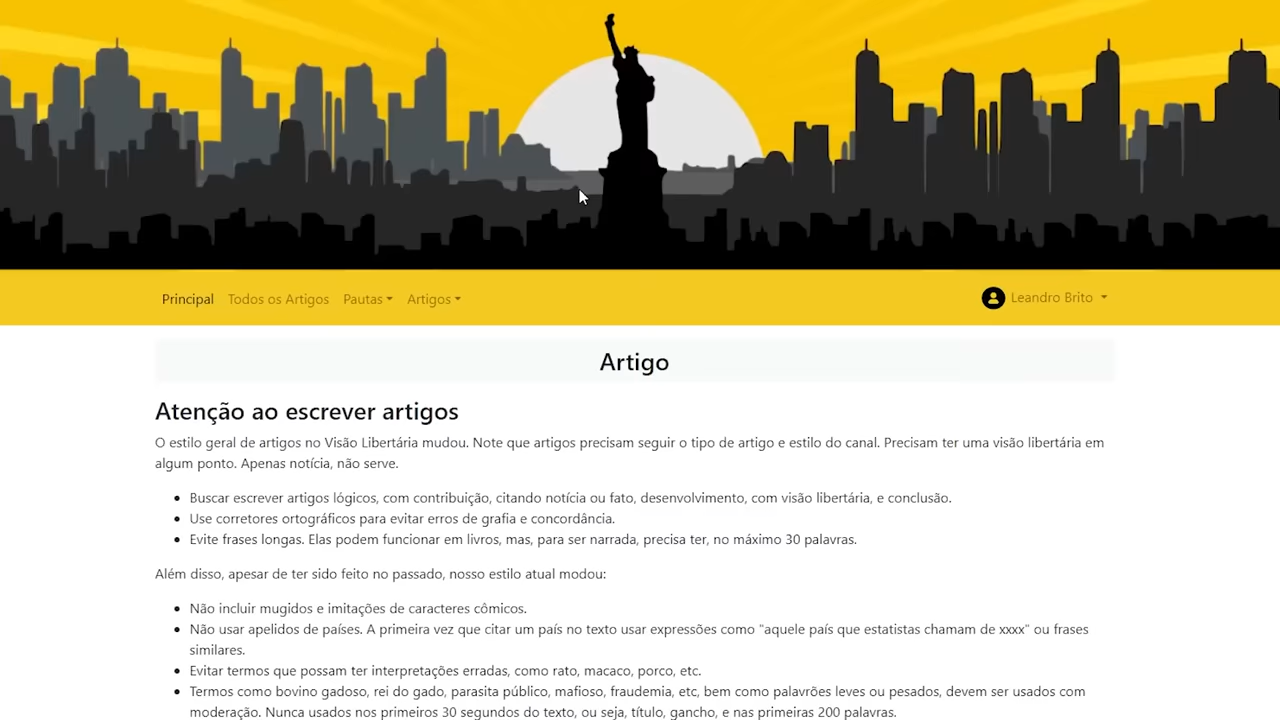 Principal Todos os Artigos Pautas Artigos Leandro Brito
Artigo
Atenção ao escrever artigos
O estilo geral de artigos no Visão Libertária mudou. Note que artigos precisam seguir o tipo de artigo e estilo do canal. Precisam ter uma visão libertária em
algum ponto. Apenas notícia, não serve.
• Buscar escrever artigos lógicos, com contribuição, citando notícia ou fato, desenvolvimento, com visão libertária, e conclusão.
• Use corretores ortográficos para evitar erros de grafia e concordância.
• Evite frases longas. Elas podem funcionar em livros, mas, para ser narrada, precisa ter, no máximo 30 palavras.
Além disso, apesar de ter sido feito no passado, nosso estilo atual modou:
• Não incluir mugidos e imitações de caracteres cômicos.
• Não usar apelidos de países. A primeira vez que citar um país no texto usar expressões como "aquele país que estatistas chamam de xxxx" ou frases
similares.
• Evitar termos que possam ter interpretações erradas, como rato, macaco, porco, etc.
• Termos como bovino gadoso, rei do gado, parasita público, mafioso, fraudemia, etc, bem como palavrões leves ou pesados, devem ser usados com
moderação. Nunca usados nos primeiros 30 segundos do texto, ou seja, título, gancho, e nas primeiras 200 palavras.